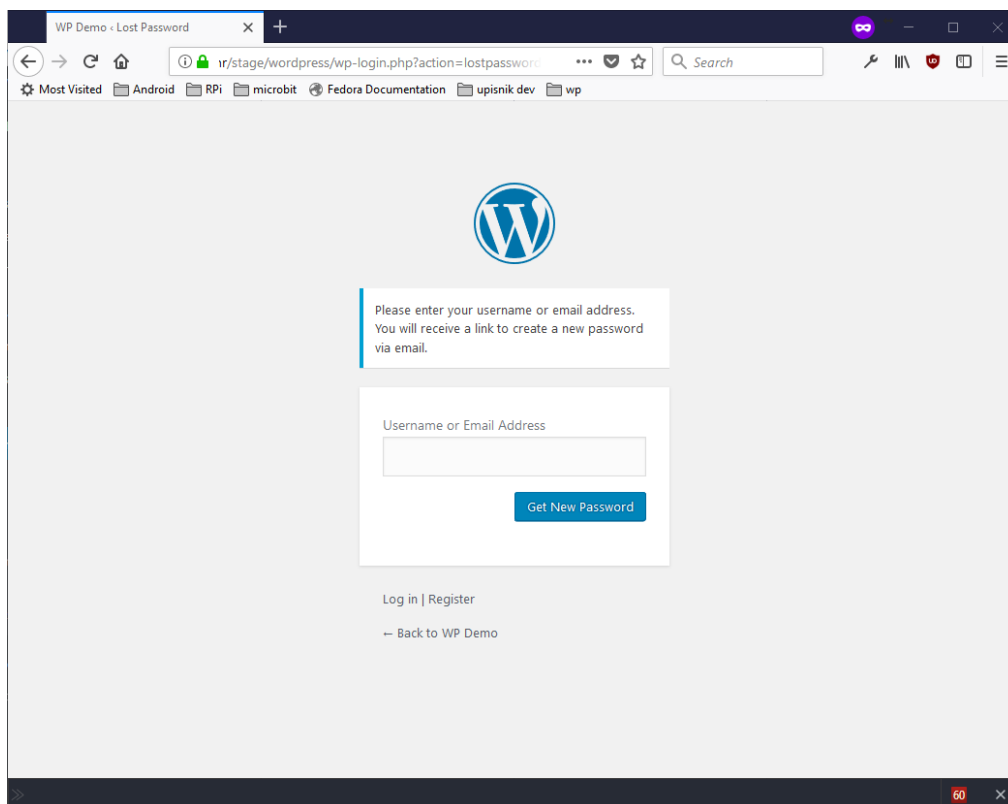 WP Demo ‹ Lost Password
ır/stage/wordpress/wp-login.php?action=lostpassword
Search
Most Visited Android RPi microbit Fedora Documentation upisnik dev wp
Please enter your username or email address.
You will receive a link to create a new password
via email.
Username or Email Address
Get New Password
Log in | Register
← Back to WP Demo
60